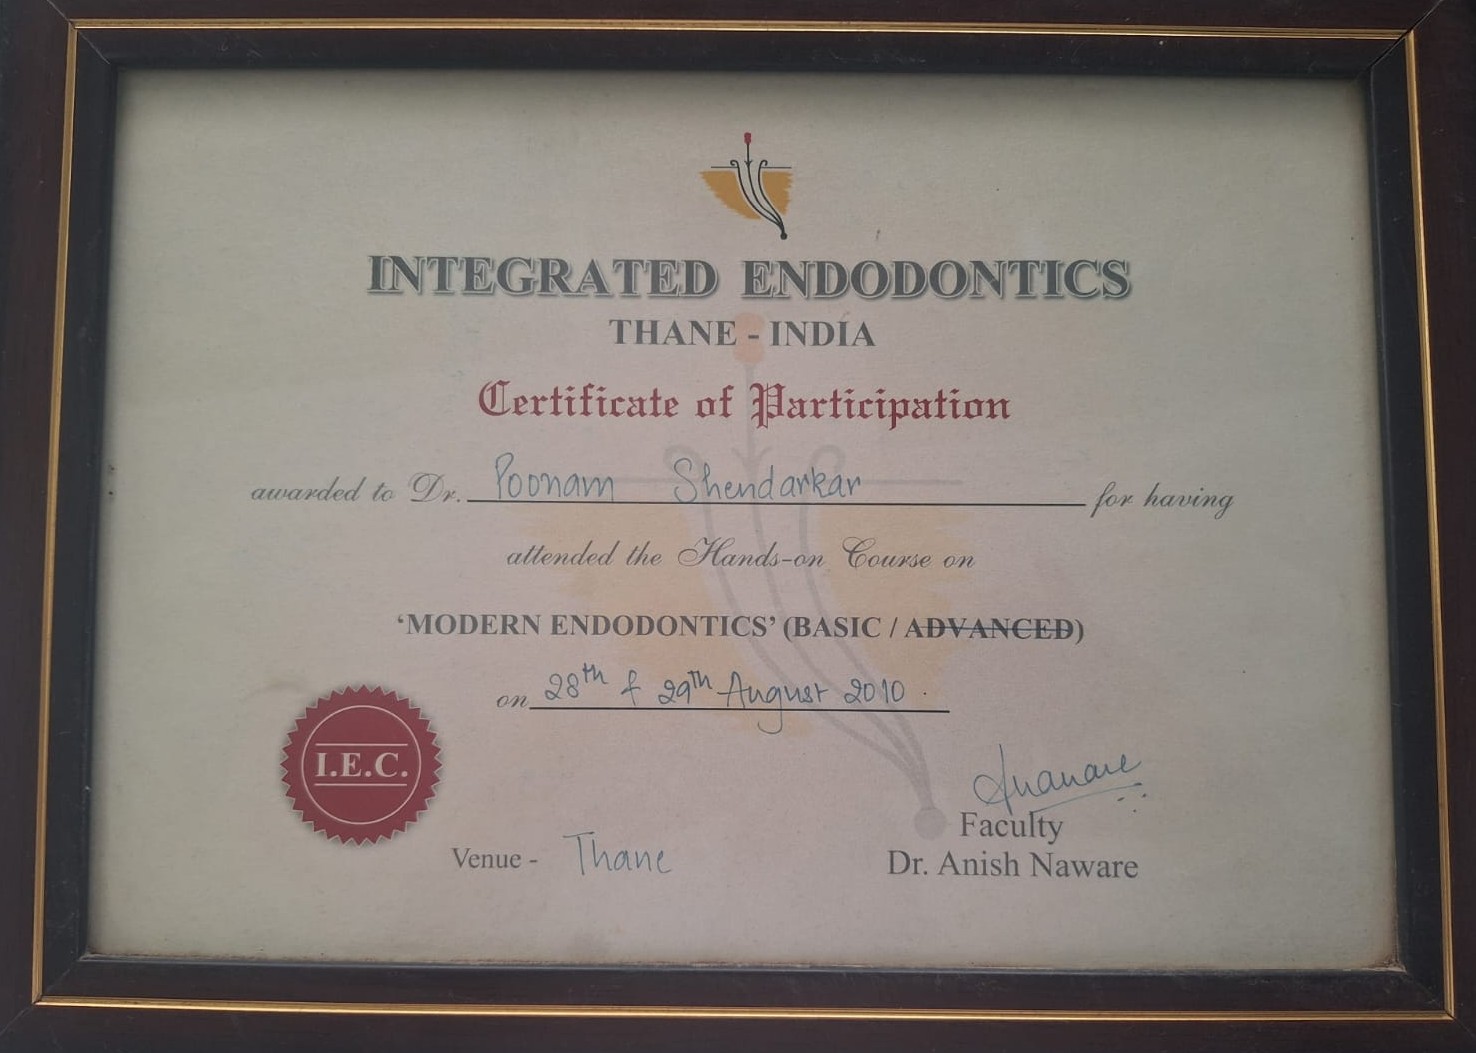 INTEGRATED ENDODONTICS
THANE - INDIA
Certificate of Participation
awarded to Dr. Poonam Shendarkar for having
attended the Hands-on Course on
‘MODERN ENDODONTICS’ (BASIC / ADVANCED)
on 28th & 29th August 2010.
I.E.C.
Faculty
Venue - Thane
Dr. Anish Naware